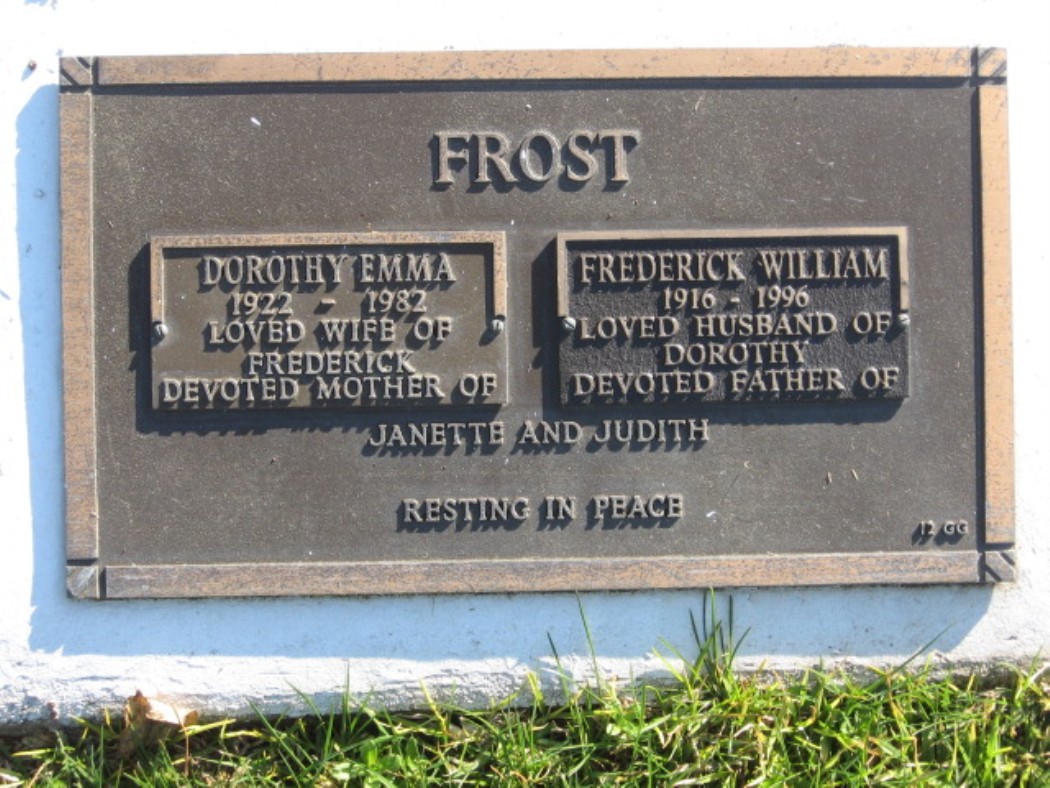 FROST
DOROTHY EMMA
1922 - 1982
LOVED WIFE OF
FREDERICK
DEVOTED MOTHER OF
FREDERICK WILLIAM
1916 - 1996
LOVED HUSBAND OF
DOROTHY
DEVOTED FATHER OF
JANETTE AND JUDITH
RESTING IN PEACE
12 GG